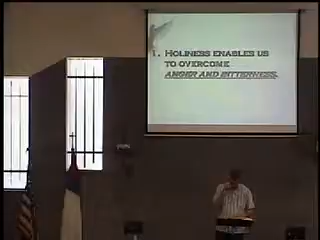 1. HOLINESS ENABLES US
TO OVERCOME
ANGER AND BITTERNESS.